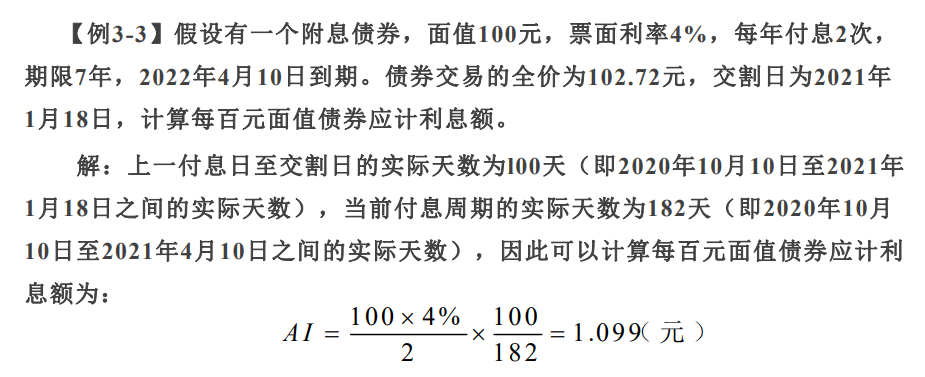 【例3-3】假设有一个附息债券，面值100元，票面利率4%，每年付息2次，
期限7年，2022年4月10日到期。债券交易的全价为102.72元，交割日为2021年
1月18日，计算每百元面值债券应计利息额。
解：上一付息日至交割日的实际天数为l00天（即2020年10月10日至2021年
1月18日之间的实际天数），当前付息周期的实际天数为182天（即2020年10月
10日至2021年4月10日之间的实际天数），因此可以计算每百元面值债券应计利
息额为：
AI = \frac{100 × 4%}{2} × \frac{100}{182} = 1.099（元）